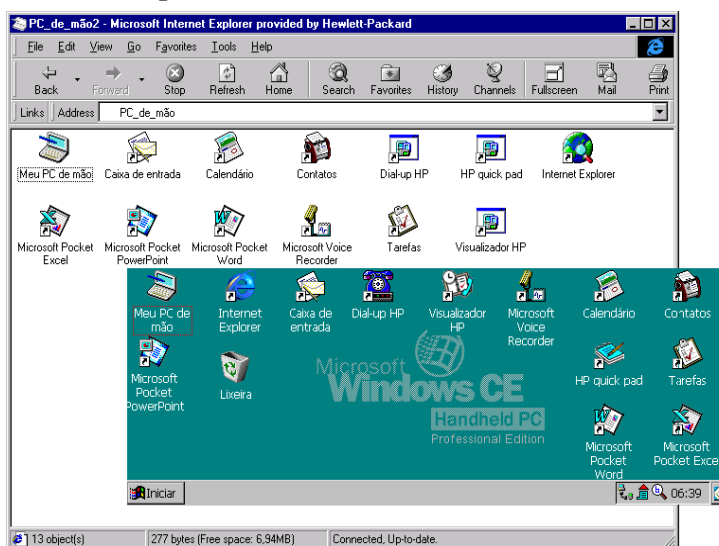 PC_de_mão2 - Microsoft Internet Explorer provided by Hewlett-Packard
File Edit View Go Favorites Tools Help
Back Forward Stop Refresh Home Search Favorites History Channels Fullscreen Mail Print
Links Address PC_de_mão
Meu PC de mão Caixa de entrada Calendário Contatos Dial-up HP HP quick pad Internet Explorer
Microsoft Pocket Excel Microsoft Pocket PowerPoint Microsoft Pocket Word Microsoft Voice Recorder Tarefas Visualizador HP
Meu PC de mão Internet Explorer Caixa de entrada Dial-up HP Visualizador HP Microsoft Voice Recorder Calendário Contatos
Microsoft Pocket PowerPoint Lixeira HP quick pad Tarefas
Microsoft
Windows CE
Handheld PC
Professional Edition
Microsoft Pocket Word Microsoft Pocket Exce
Iniciar 06:39
13 object(s) 277 bytes (Free space: 6,94MB) Connected, Up-to-date.